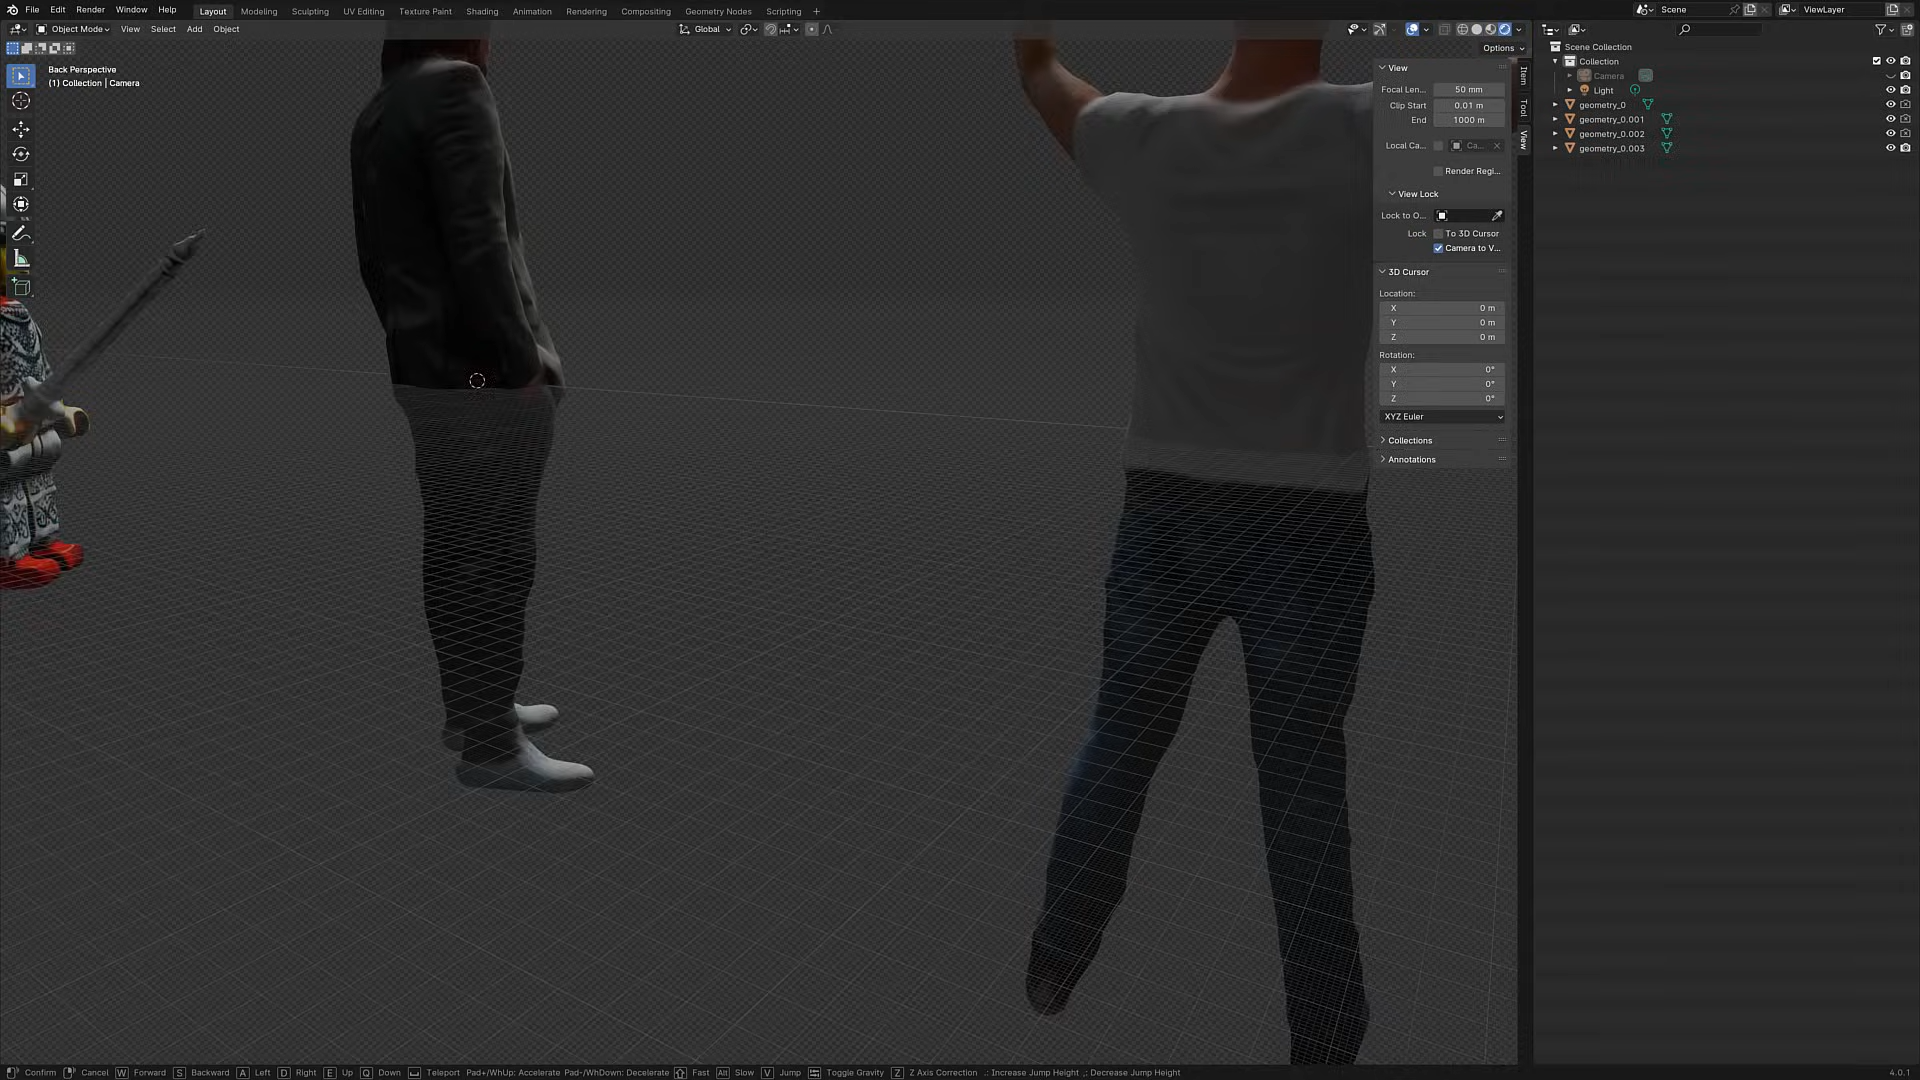 File Edit Render Window Help Layout Modeling Sculpting UV Editing Texture Paint Shading Animation Rendering Compositing Geometry Nodes Scripting + Scene ViewLayer
Object Mode View Select Add Object Global
Options
Back Perspective
(1) Collection | Camera
View
Focal Len... 50 mm
Clip Start 0.01 m
End 1000 m
Local Ca... Ca...
Render Regi...
View Lock
Lock to O...
Lock To 3D Cursor
Camera to V...
3D Cursor
Location:
X 0 m
Y 0 m
Z 0 m
Rotation:
X 0°
Y 0°
Z 0°
XYZ Euler
Collections
Annotations
Item
Tool
View
Scene Collection
Collection
Camera
Light
geometry_0
geometry_0.001
geometry_0.002
geometry_0.003
Confirm Cancel W Forward S Backward A Left D Right E Up Q Down Teleport Pad+/WhUp: Accelerate Pad-/WhDown: Decelerate Fast Alt Slow V Jump Toggle Gravity Z Z Axis Correction .: Increase Jump Height ,: Decrease Jump Height 4.0.1